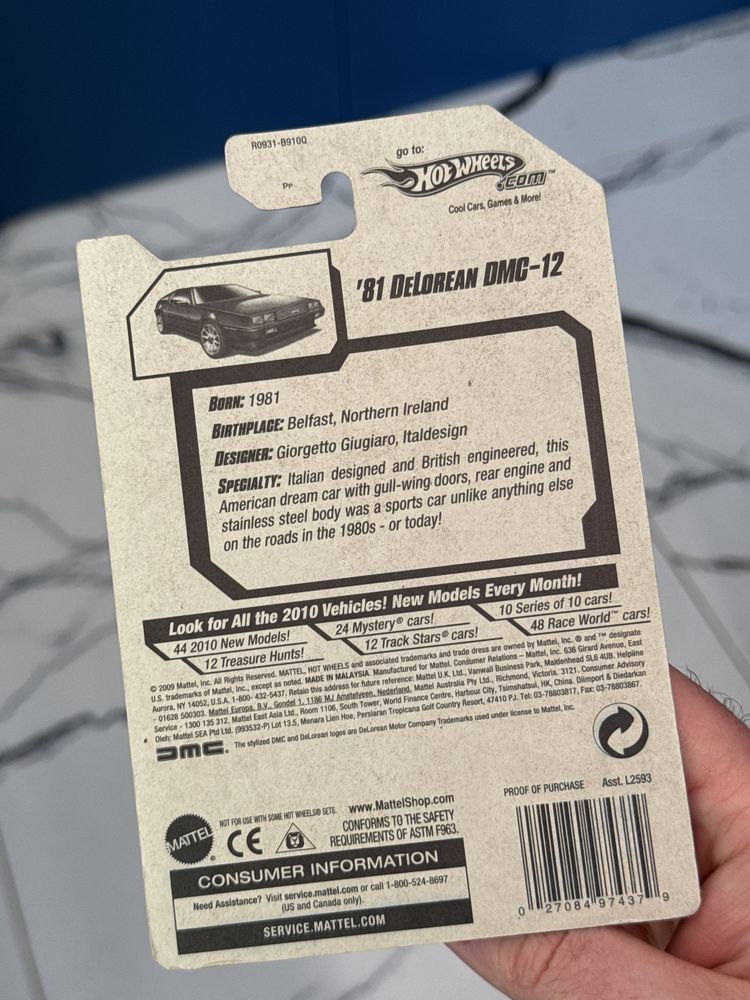 R0931-B910Q
Pp
go to:
HOT WHEELS
.COM™
Cool Cars, Games & More!
'81 DELOREAN DMC-12
BORN: 1981
BIRTHPLACE: Belfast, Northern Ireland
DESIGNER: Giorgetto Giugiaro, Italdesign
SPECIALTY: Italian designed and British engineered, this
American dream car with gull-wing doors, rear engine and
stainless steel body was a sports car unlike anything else
on the roads in the 1980s - or today!
Look for All the 2010 Vehicles! New Models Every Month!
44 2010 New Models!
24 Mystery® cars!
10 Series of 10 cars!
12 Treasure Hunts!
12 Track Stars® cars!
48 Race World™ cars!
© 2009 Mattel, Inc. All Rights Reserved. MATTEL, HOT WHEELS and associated trademarks and trade dress are owned by Mattel, Inc. ® and ™ designate
U.S. trademarks of Mattel, Inc., except as noted. MADE IN MALAYSIA. Manufactured for Mattel. Consumer Relations – Mattel, Inc. 636 Girard Avenue, East
Aurora, NY 14052, U.S.A. 1-800-432-5437. Retain this address for future reference: Mattel U.K. Ltd., Vanwall Business Park, Maidenhead SL6 4UB. Helpline
- 01628 500303. Mattel Europa, B.V., Gondel 1, 1186 MJ Amstelveen, Nederland. Mattel Australia Pty Ltd., Richmond, Victoria. 3121. Consumer Advisory
Service - 1300 135 312. Mattel East Asia Ltd., Room 1106, South Tower, World Finance Centre, Harbour City, Tsimshatsui, HK, China. Diimport & Diedarkan
Oleh: Mattel SEA Ptd Ltd. (993532-P) Lot 13.5, Menara Lien Hoe, Persiaran Tropicana Golf Country Resort, 47410 PJ. Tel: 03-78803817, Fax: 03-78803867.
DMC. The stylized DMC and DeLorean logos are DeLorean Motor Company Trademarks used under license to Mattel, Inc.
PROOF OF PURCHASE Asst. L2593
MATTEL®
NOT FOR USE WITH SOME HOT WHEELS® SETS.
CE
www.MattelShop.com
CONFORMS TO THE SAFETY
REQUIREMENTS OF ASTM F963.
CONSUMER INFORMATION
Need Assistance? Visit service.mattel.com or call 1-800-524-8697
(US and Canada only).
SERVICE.MATTEL.COM
0 27084 97437 9